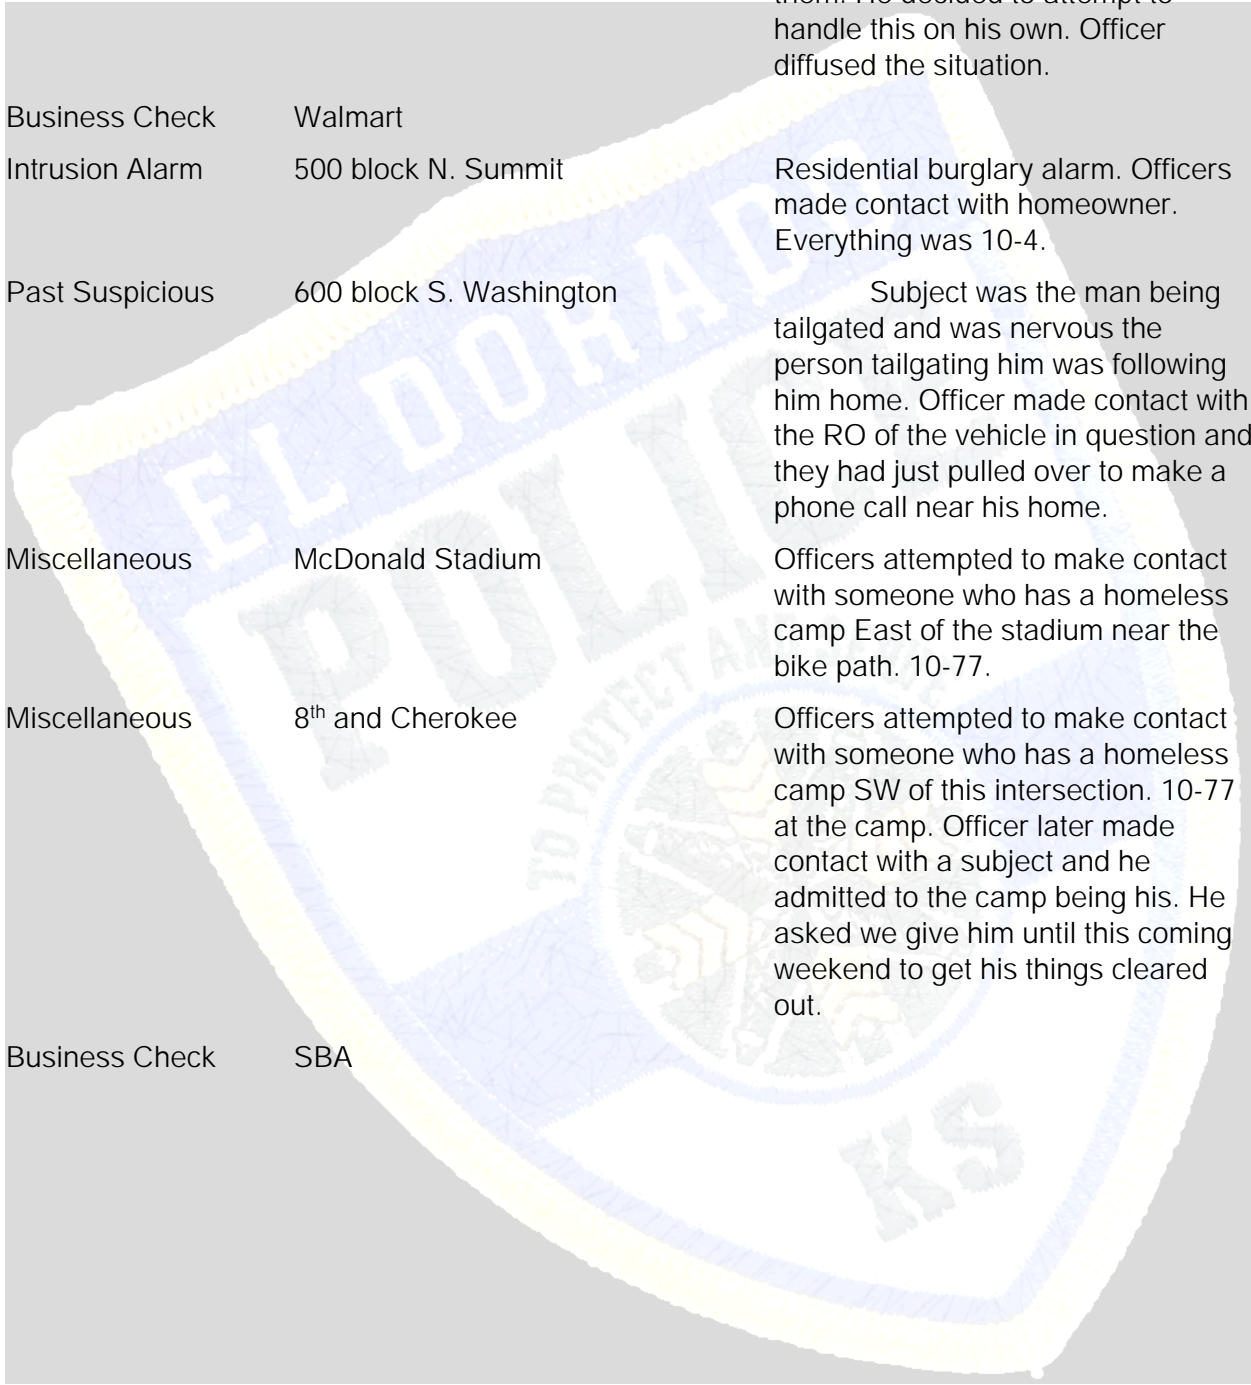 them. He decided to attempt to
handle this on his own. Officer
diffused the situation.
Business Check Walmart
Intrusion Alarm 500 block N. Summit Residential burglary alarm. Officers
made contact with homeowner.
Everything was 10-4.
Past Suspicious 600 block S. Washington Subject was the man being
tailgated and was nervous the
person tailgating him was following
him home. Officer made contact with
the RO of the vehicle in question and
they had just pulled over to make a
phone call near his home.
Miscellaneous McDonald Stadium Officers attempted to make contact
with someone who has a homeless
camp East of the stadium near the
bike path. 10-77.
Miscellaneous 8th and Cherokee Officers attempted to make contact
with someone who has a homeless
camp SW of this intersection. 10-77
at the camp. Officer later made
contact with a subject and he
admitted to the camp being his. He
asked we give him until this coming
weekend to get his things cleared
out.
Business Check SBA
EL DORADO
POLICE
TO PROTECT AND SERVE
KS